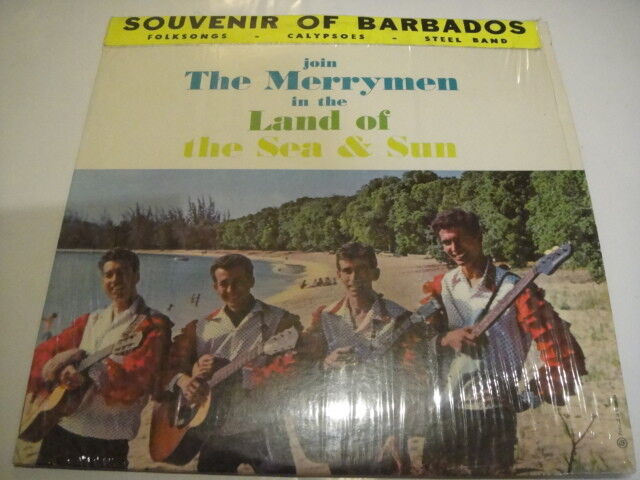 SOUVENIR OF BARBADOS
FOLKSONGS - CALYPSOES - STEEL BAND
join
The Merrymen
in the
Land of
the Sea & Sun